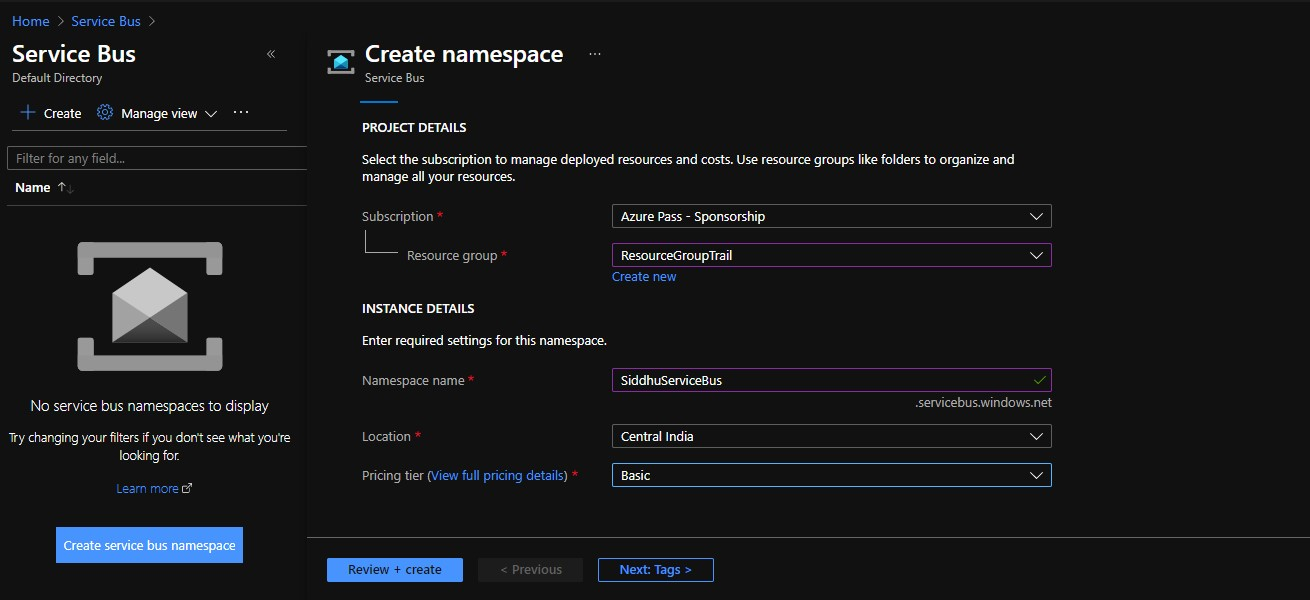 Home > Service Bus >
Service Bus
«
Default Directory
+ Create
Manage view
...
Filter for any field...
Name ↑↓
No service bus namespaces to display
Try changing your filters if you don't see what you're
looking for.
Learn more
Create service bus namespace
Create namespace
...
Service Bus
PROJECT DETAILS
Select the subscription to manage deployed resources and costs. Use resource groups like folders to organize and
manage all your resources.
Subscription *
Azure Pass - Sponsorship
Resource group *
ResourceGroupTrail
Create new
INSTANCE DETAILS
Enter required settings for this namespace.
Namespace name *
SiddhuServiceBus
.servicebus.windows.net
Location *
Central India
Pricing tier (View full pricing details) *
Basic
Review + create
< Previous
Next: Tags >